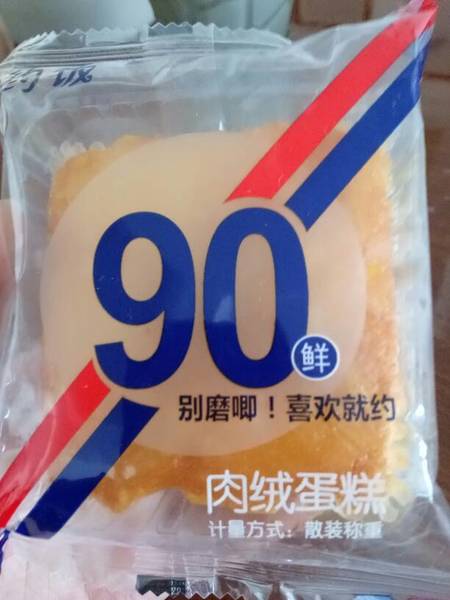 90
鲜
别磨唧！喜欢就约
肉绒蛋糕
计量方式：散装称重